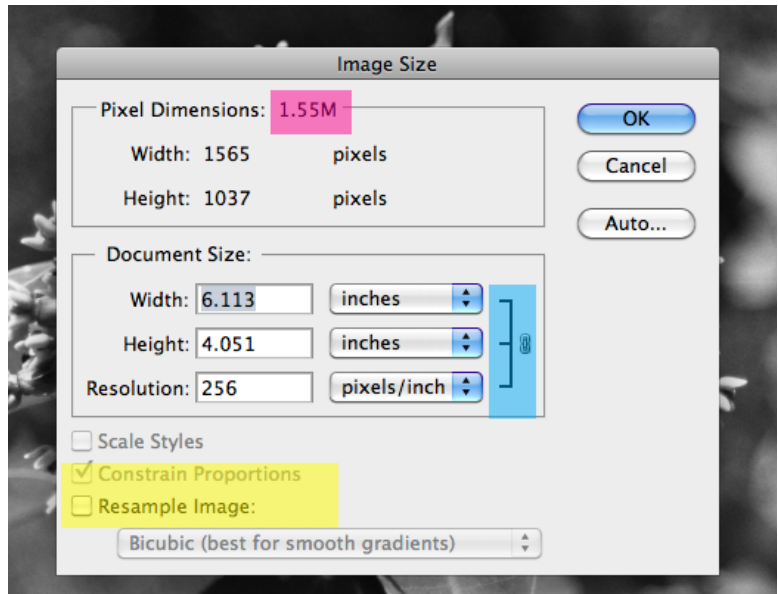 Image Size
Pixel Dimensions: 1.55M
Width: 1565 pixels
Height: 1037 pixels
OK
Cancel
Auto...
Document Size:
Width: 6.113 inches
Height: 4.051 inches
Resolution: 256 pixels/inch
Scale Styles
Constrain Proportions
Resample Image:
Bicubic (best for smooth gradients)